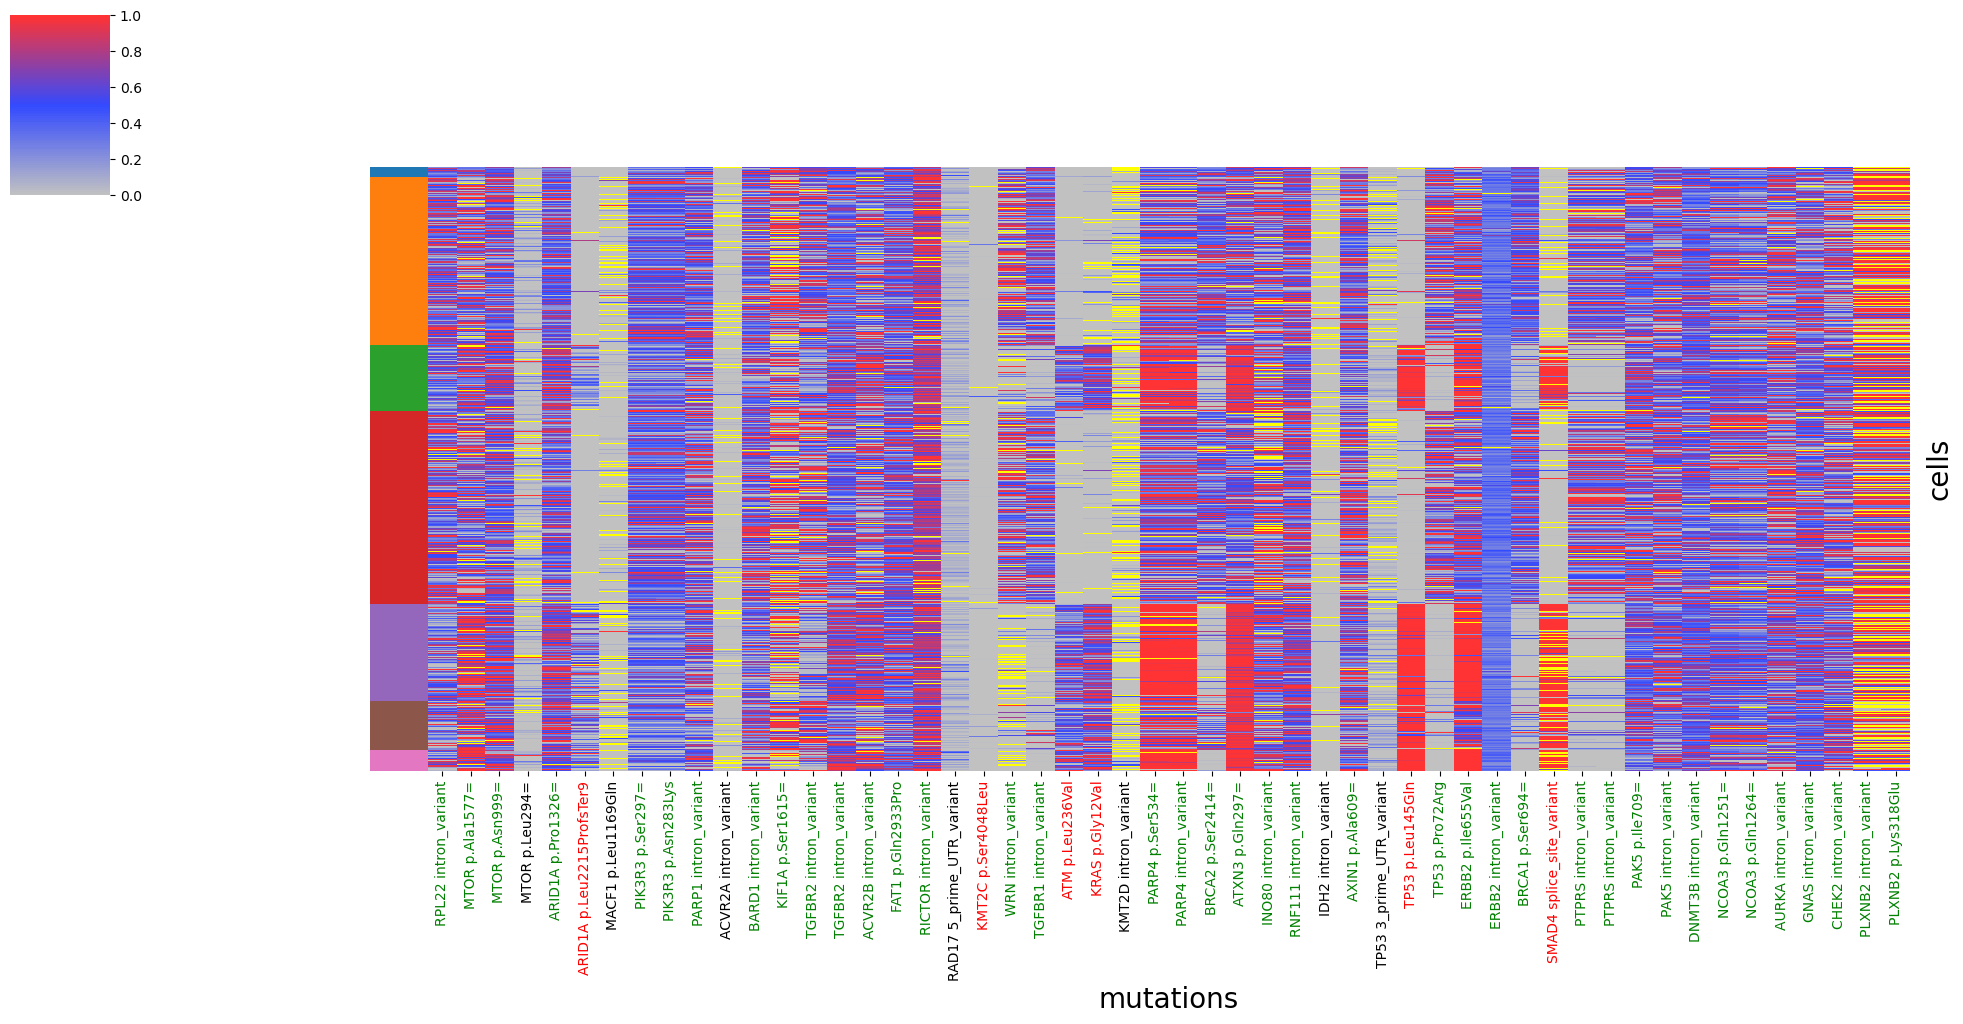 1.0
0.8
0.6
0.4
0.2
0.0
cells
RPL22 intron_variant
MTOR p.Ala1577=
MTOR p.Asn999=
MTOR p.Leu294=
ARID1A p.Pro1326=
ARID1A p.Leu2215ProfsTer9
MACF1 p.Leu1169Gln
PIK3R3 p.Ser297=
PIK3R3 p.Asn283Lys
PARP1 intron_variant
ACVR2A intron_variant
BARD1 intron_variant
KIF1A p.Ser1615=
TGFBR2 intron_variant
TGFBR2 intron_variant
ACVR2B intron_variant
FAT1 p.Gln2933Pro
RICTOR intron_variant
RAD17 5_prime_UTR_variant
KMT2C p.Ser4048Leu
WRN intron_variant
TGFBR1 intron_variant
ATM p.Leu236Val
KRAS p.Gly12Val
KMT2D intron_variant
PARP4 p.Ser534=
PARP4 intron_variant
BRCA2 p.Ser2414=
ATXN3 p.Gln297=
INO80 intron_variant
RNF111 intron_variant
IDH2 intron_variant
AXIN1 p.Ala609=
TP53 3_prime_UTR_variant
TP53 p.Leu145Gln
TP53 p.Pro72Arg
ERBB2 p.Ile655Val
ERBB2 intron_variant
BRCA1 p.Ser694=
SMAD4 splice_site_variant
PTPRS intron_variant
PTPRS intron_variant
PAK5 p.Ile709=
PAK5 intron_variant
DNMT3B intron_variant
NCOA3 p.Gln1251=
NCOA3 p.Gln1264=
AURKA intron_variant
GNAS intron_variant
CHEK2 intron_variant
PLXNB2 intron_variant
PLXNB2 p.Lys318Glu
mutations